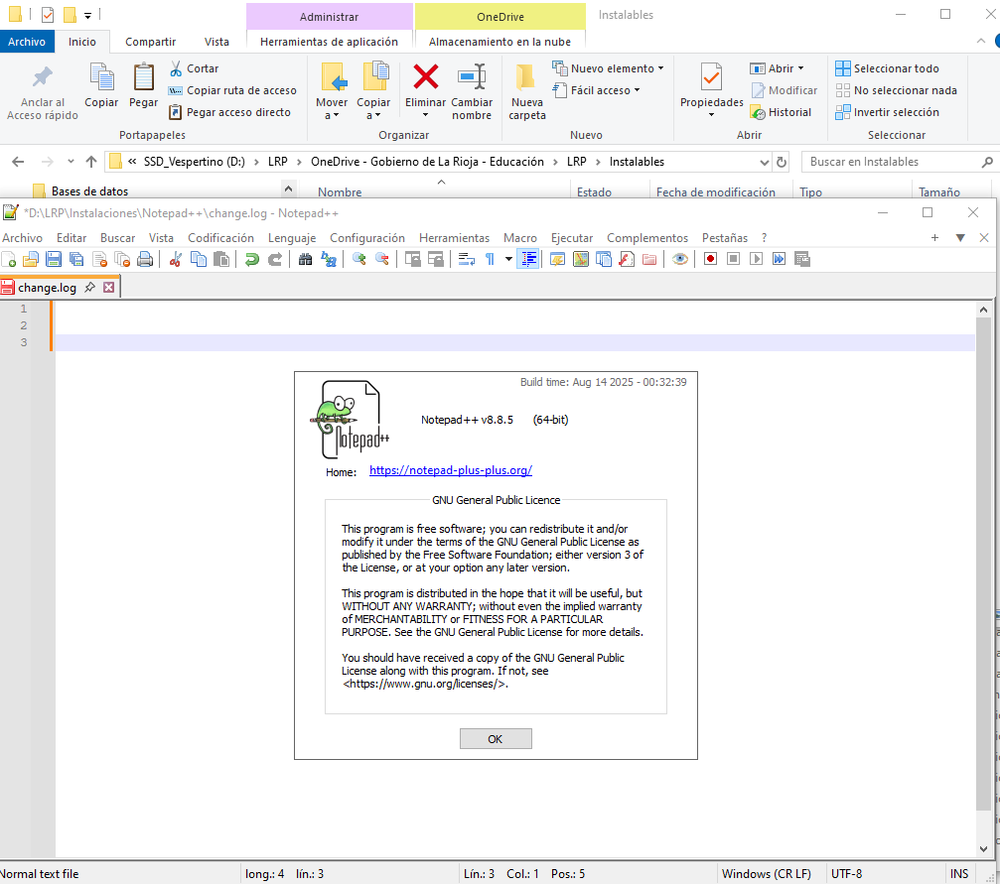 Administrar
OneDrive
Instalables
Archivo
Inicio
Compartir
Vista
Herramientas de aplicación
Almacenamiento en la nube
Anclar al
Acceso rápido
Copiar
Pegar
Cortar
Copiar ruta de acceso
Pegar acceso directo
Portapapeles
Mover
a
Copiar
a
Eliminar
Cambiar
nombre
Organizar
Nueva
carpeta
Nuevo elemento
Fácil acceso
Nuevo
Propiedades
Abrir
Modificar
Historial
Abrir
Seleccionar todo
No seleccionar nada
Invertir selección
Seleccionar
« SSD_Vespertino (D:) > LRP > OneDrive - Gobierno de La Rioja - Educación > LRP > Instalables
Buscar en Instalables
Bases de datos
Nombre
Estado
Fecha de modificación
Tipo
Tamaño
*D:\LRP\Instalaciones\Notepad++\change.log - Notepad++
Archivo Editar Buscar Vista Codificación Lenguaje Configuración Herramientas Macro Ejecutar Complementos Pestañas ?
change.log
1
2
3
Build time: Aug 14 2025 - 00:32:39
Notepad++
Notepad++ v8.8.5 (64-bit)
Home: https://notepad-plus-plus.org/
GNU General Public Licence
This program is free software; you can redistribute it and/or
modify it under the terms of the GNU General Public License as
published by the Free Software Foundation; either version 3 of
the License, or at your option any later version.
This program is distributed in the hope that it will be useful, but
WITHOUT ANY WARRANTY; without even the implied warranty
of MERCHANTABILITY or FITNESS FOR A PARTICULAR
PURPOSE. See the GNU General Public License for more details.
You should have received a copy of the GNU General Public
License along with this program. If not, see
<https://www.gnu.org/licenses/>.
OK
Normal text file
long.: 4 lín.: 3
Lín.: 3 Col.: 1 Pos.: 5
Windows (CR LF)
UTF-8
INS